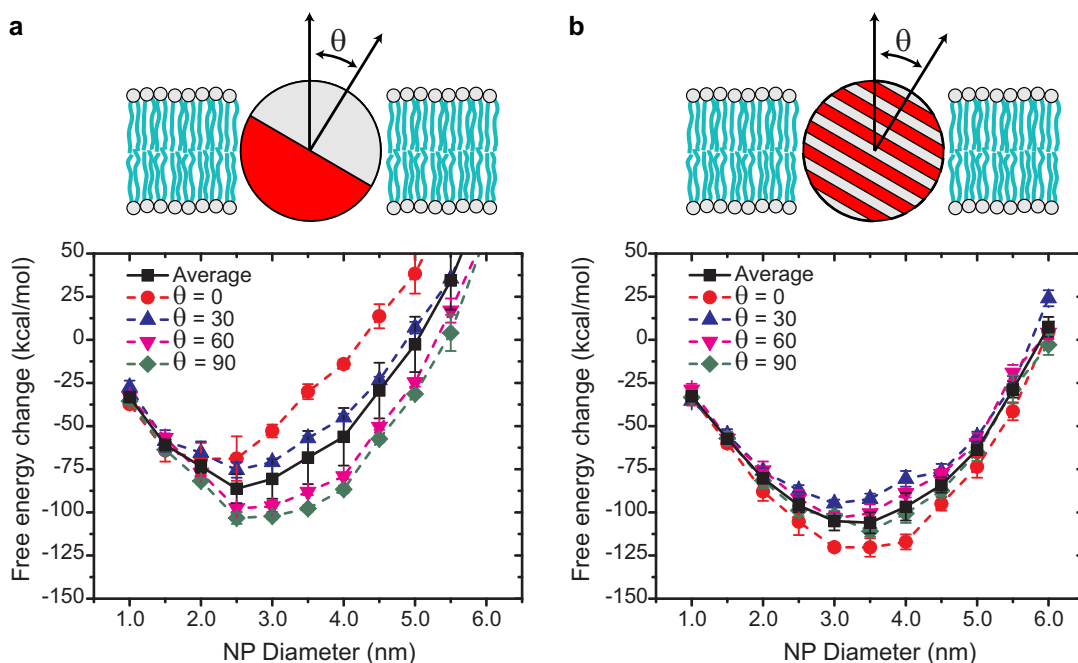 a
θ
50
25
0
-25
-50
-75
-100
-125
-150
Free energy change (kcal/mol)
Average
θ = 0
θ = 30
θ = 60
θ = 90
1.0 2.0 3.0 4.0 5.0 6.0
NP Diameter (nm)
b
θ
50
25
0
-25
-50
-75
-100
-125
-150
Free energy change (kcal/mol)
Average
θ = 0
θ = 30
θ = 60
θ = 90
1.0 2.0 3.0 4.0 5.0 6.0
NP Diameter (nm)